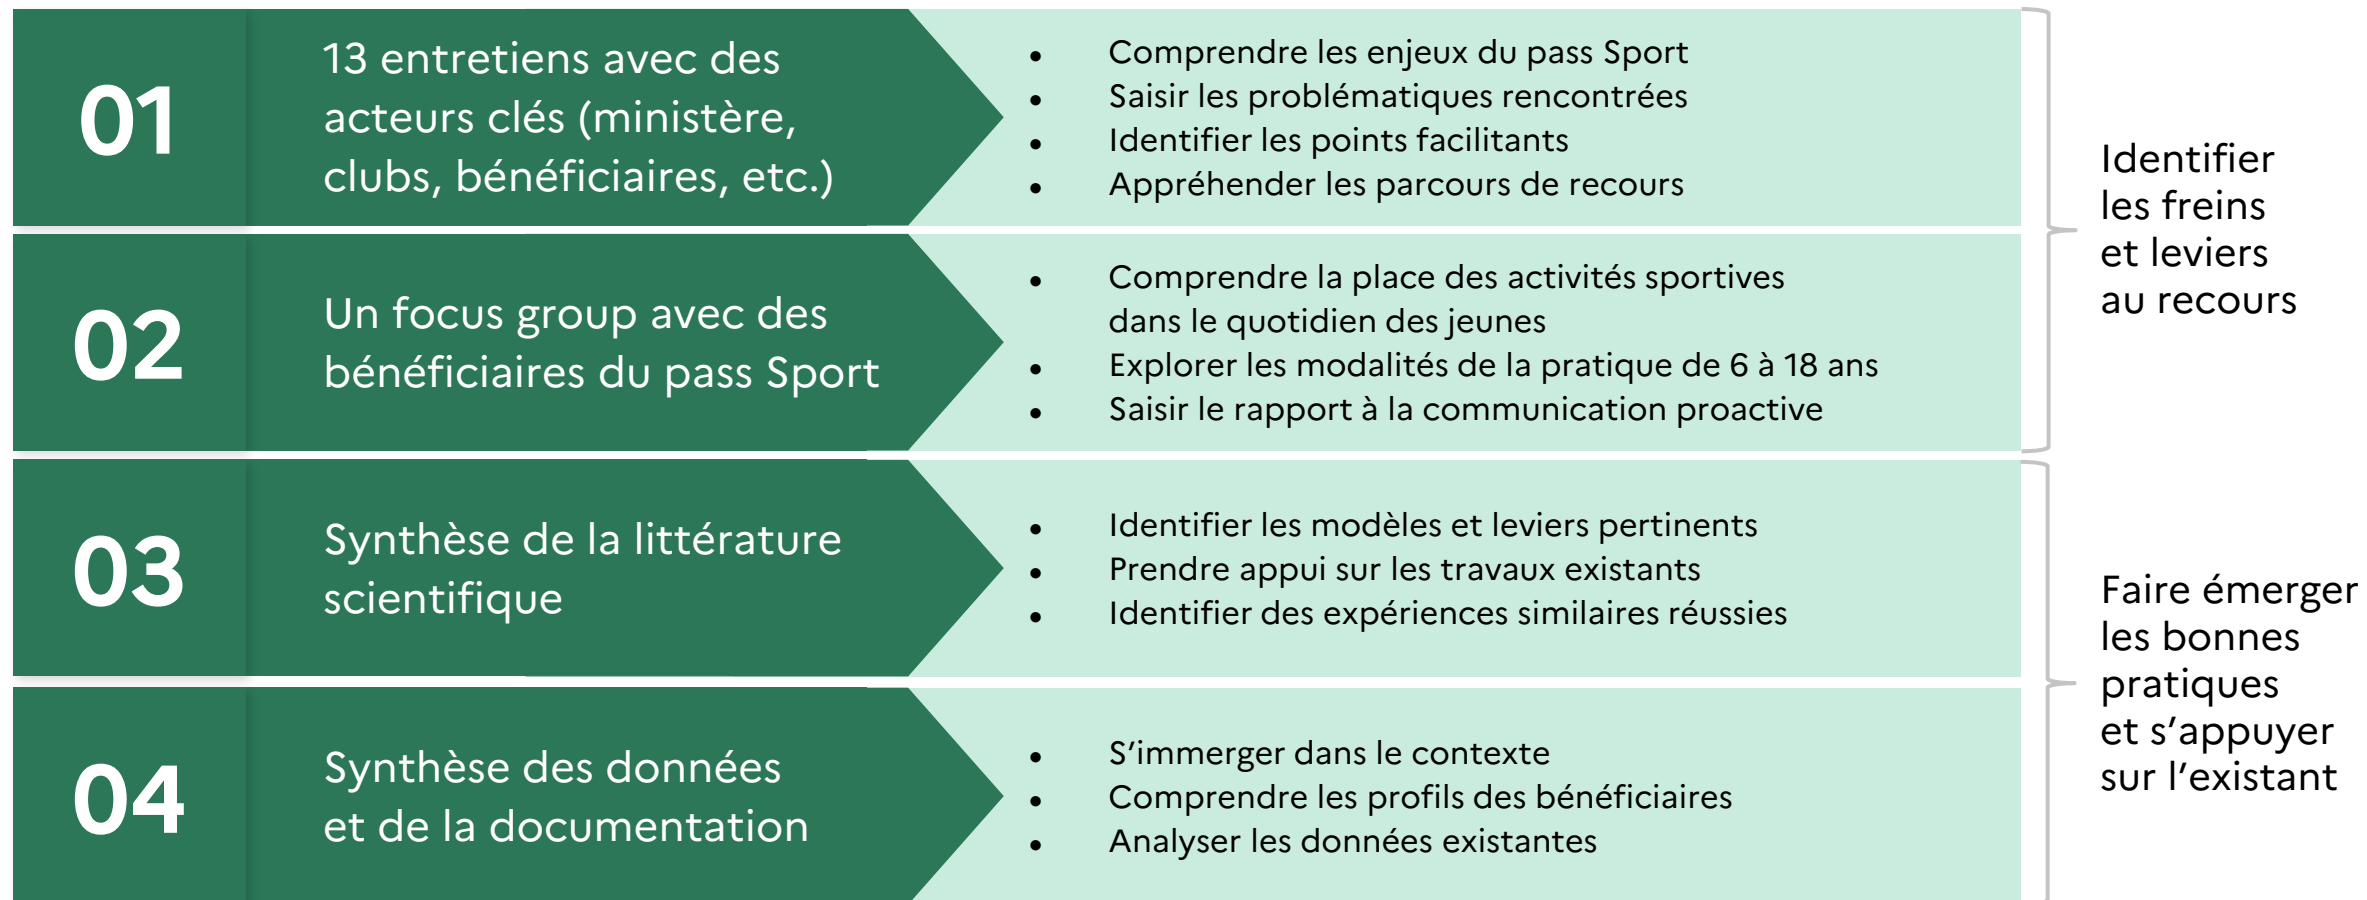 01
13 entretiens avec des
acteurs clés (ministère,
clubs, bénéficiaires, etc.)
• Comprendre les enjeux du pass Sport
• Saisir les problématiques rencontrées
• Identifier les points facilitants
• Appréhender les parcours de recours
02
Un focus group avec des
bénéficiaires du pass Sport
• Comprendre la place des activités sportives
dans le quotidien des jeunes
• Explorer les modalités de la pratique de 6 à 18 ans
• Saisir le rapport à la communication proactive
Identifier
les freins
et leviers
au recours
03
Synthèse de la littérature
scientifique
• Identifier les modèles et leviers pertinents
• Prendre appui sur les travaux existants
• Identifier des expériences similaires réussies
04
Synthèse des données
et de la documentation
• S’immerger dans le contexte
• Comprendre les profils des bénéficiaires
• Analyser les données existantes
Faire émerger
les bonnes
pratiques
et s’appuyer
sur l’existant